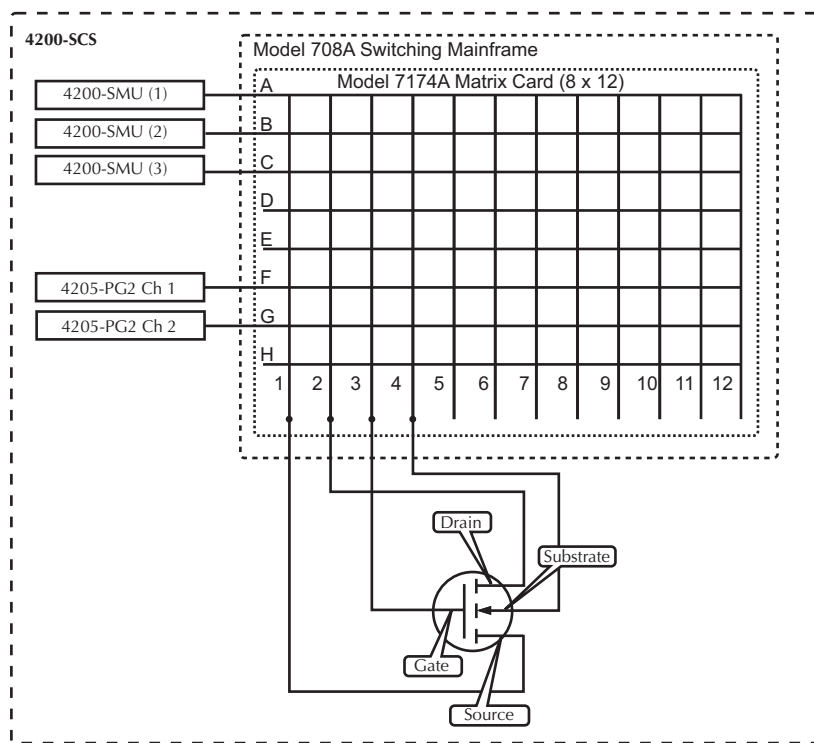 4200-SCS
Model 708A Switching Mainframe
Model 7174A Matrix Card (8 x 12)
4200-SMU (1)
A
4200-SMU (2)
B
4200-SMU (3)
C
D
E
4205-PG2 Ch 1
F
4205-PG2 Ch 2
G
H
1 2 3 4 5 6 7 8 9 10 11 12
Drain
Substrate
Gate
Source